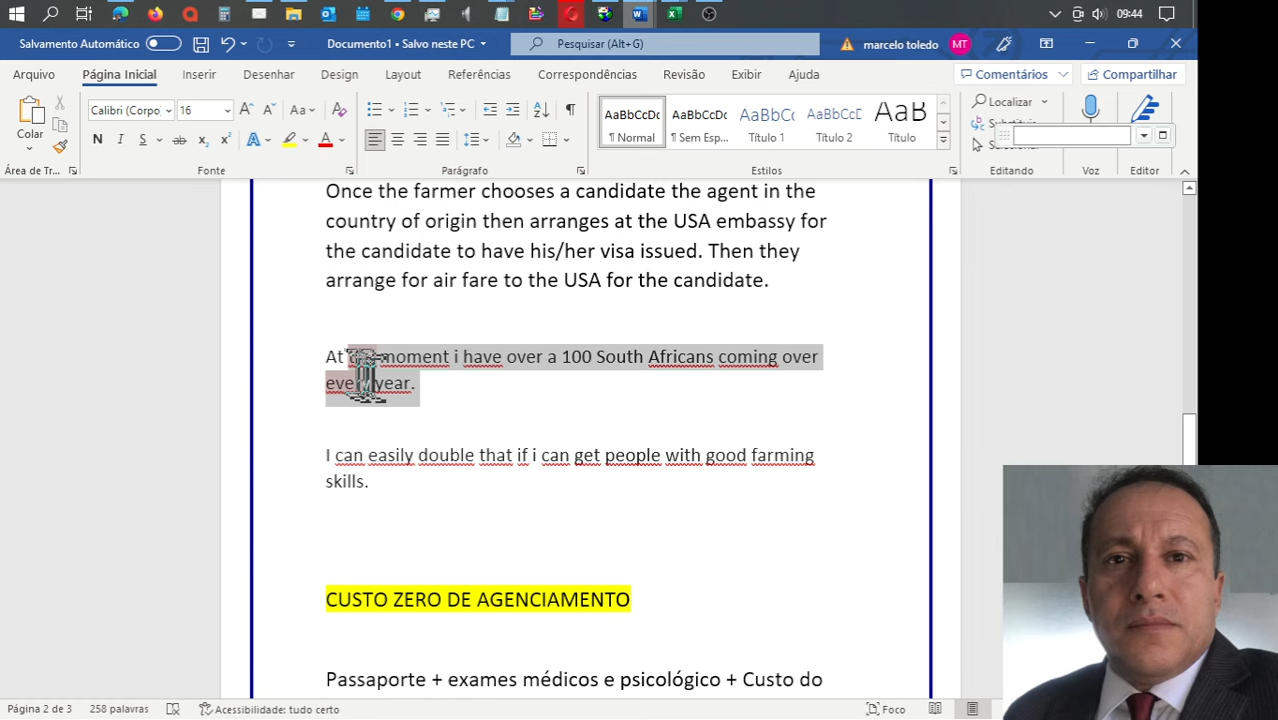 09:44
Salvamento Automático
Documento1 • Salvo neste PC
Pesquisar (Alt+G)
marcelo toledo
MT
Arquivo Página Inicial Inserir Desenhar Design Layout Referências Correspondências Revisão Exibir Ajuda
Comentários
Compartilhar
Colar
Calibri (Corpo
16
AaBbCcDc AaBbCcDc AaBbCc AaBbCcD AaB
¶ Normal ¶ Sem Esp... Título 1 Título 2 Título
Localizar
Área de Tr...
Fonte
Parágrafo
Estilos
Editando
Voz
Editor
Once the farmer chooses a candidate the agent in the
country of origin then arranges at the USA embassy for
the candidate to have his/her visa issued. Then they
arrange for air fare to the USA for the candidate.
At moment i have over a 100 South Africans coming over
every year.
I can easily double that if i can get people with good farming
skills.
CUSTO ZERO DE AGENCIAMENTO
Passaporte + exames médicos e psicológico + Custo do
Página 2 de 3 258 palavras Acessibilidade: tudo certo
Foco